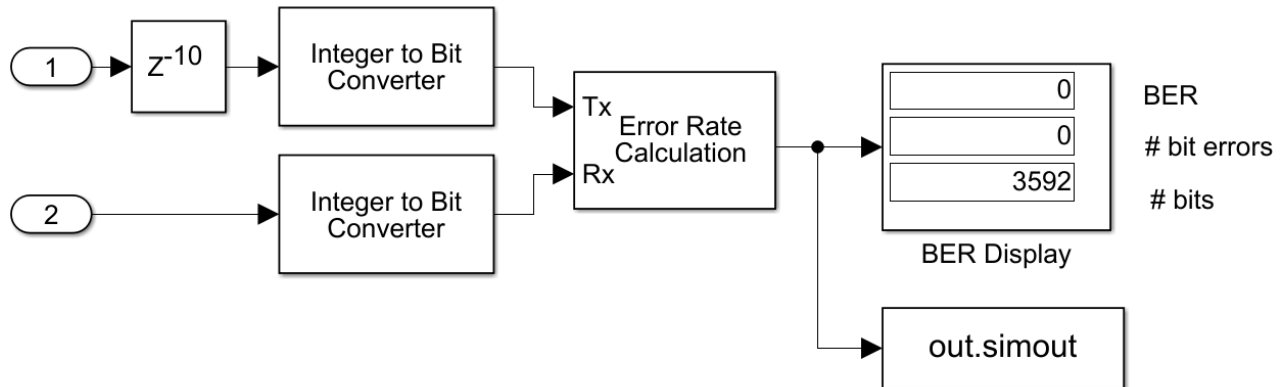 1
Z-10
Integer to Bit
Converter
2
Integer to Bit
Converter
Tx
Rx
Error Rate
Calculation
0
0
3592
BER
# bit errors
# bits
BER Display
out.simout